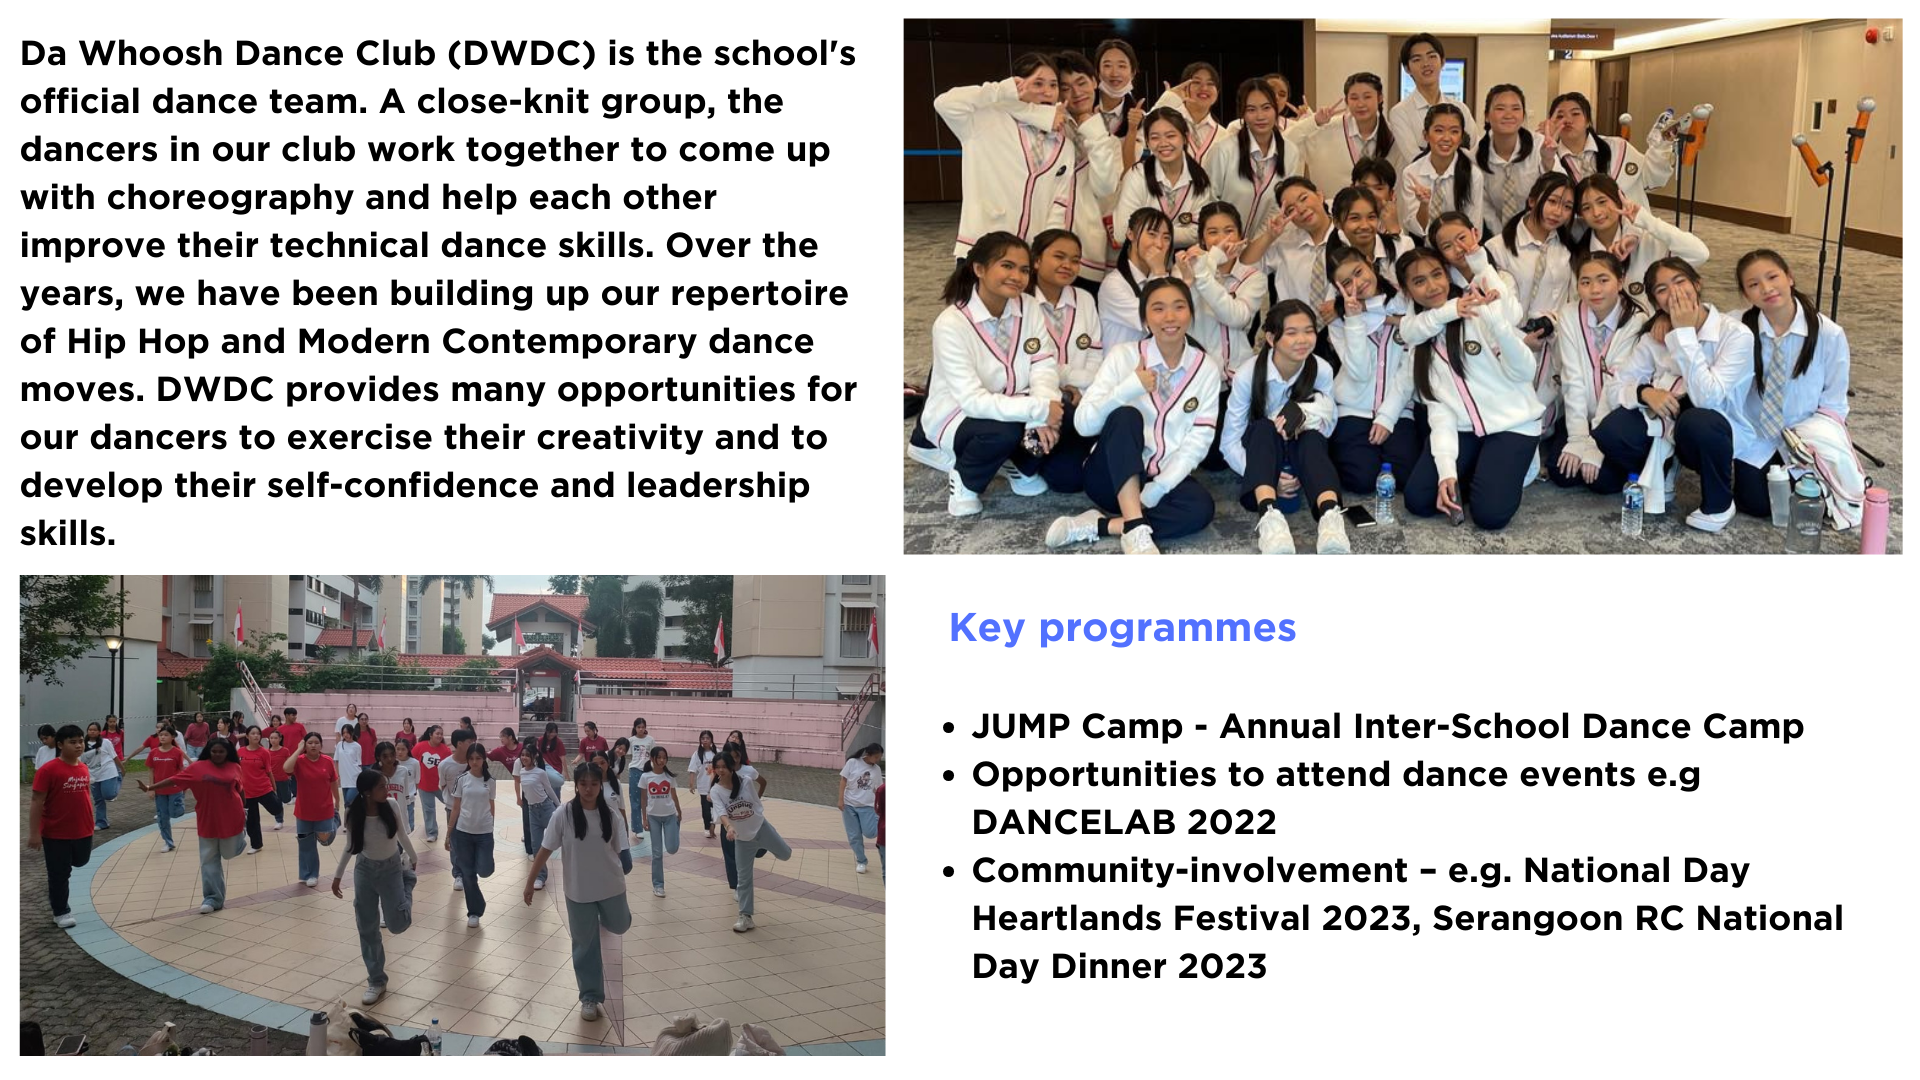 Da Whoosh Dance Club (DWDC) is the school's
official dance team. A close-knit group, the
dancers in our club work together to come up
with choreography and help each other
improve their technical dance skills. Over the
years, we have been building up our repertoire
of Hip Hop and Modern Contemporary dance
moves. DWDC provides many opportunities for
our dancers to exercise their creativity and to
develop their self-confidence and leadership
skills.
Key programmes
• JUMP Camp - Annual Inter-School Dance Camp
• Opportunities to attend dance events e.g
DANCELAB 2022
• Community-involvement – e.g. National Day
Heartlands Festival 2023, Serangoon RC National
Day Dinner 2023